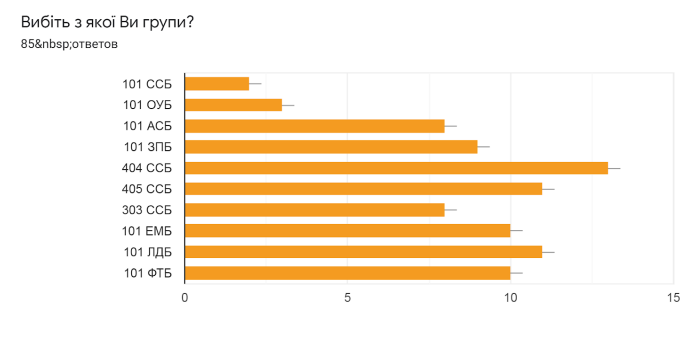 Вибіть з якої Ви групи?
85&nbsp;ответов
101 ССБ
101 ОУБ
101 АСБ
101 ЗПБ
404 ССБ
405 ССБ
303 ССБ
101 ЕМБ
101 ЛДБ
101 ФТБ
0 5 10 15